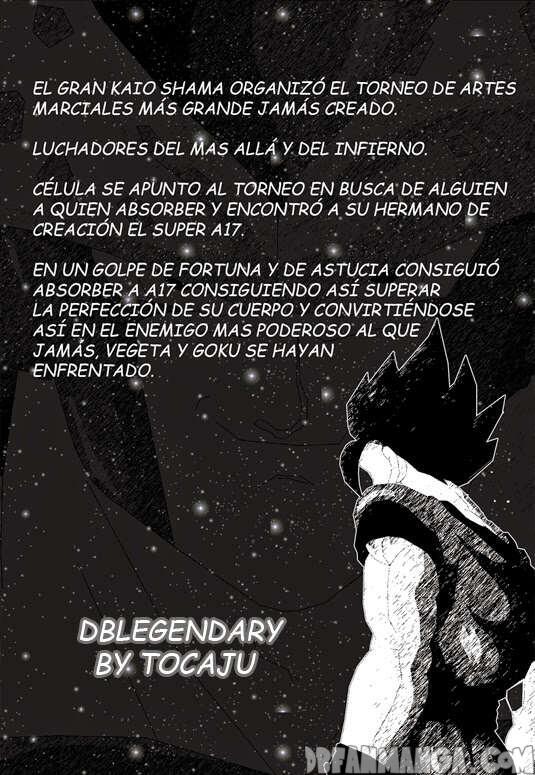 EL GRAN KAIO SHAMA ORGANIZÓ EL TORNEO DE ARTES
MARCIALES MÁS GRANDE JAMÁS CREADO.
LUCHADORES DEL MAS ALLÁ Y DEL INFIERNO.
CÉLULA SE APUNTO AL TORNEO EN BUSCA DE ALGUIEN
A QUIEN ABSORBER Y ENCONTRÓ A SU HERMANO DE
CREACIÓN EL SUPER A17.
EN UN GOLPE DE FORTUNA Y DE ASTUCIA CONSIGUIÓ
ABSORBER A A17 CONSIGUIENDO ASÍ SUPERAR
LA PERFECCIÓN DE SU CUERPO Y CONVIRTIÉNDOSE
ASÍ EN EL ENEMIGO MAS PODEROSO AL QUE
JAMÁS, VEGETA Y GOKU SE HAYAN
ENFRENTADO.
DBLEGENDARY
BY TOCAJU
DBFANMANGA.COM